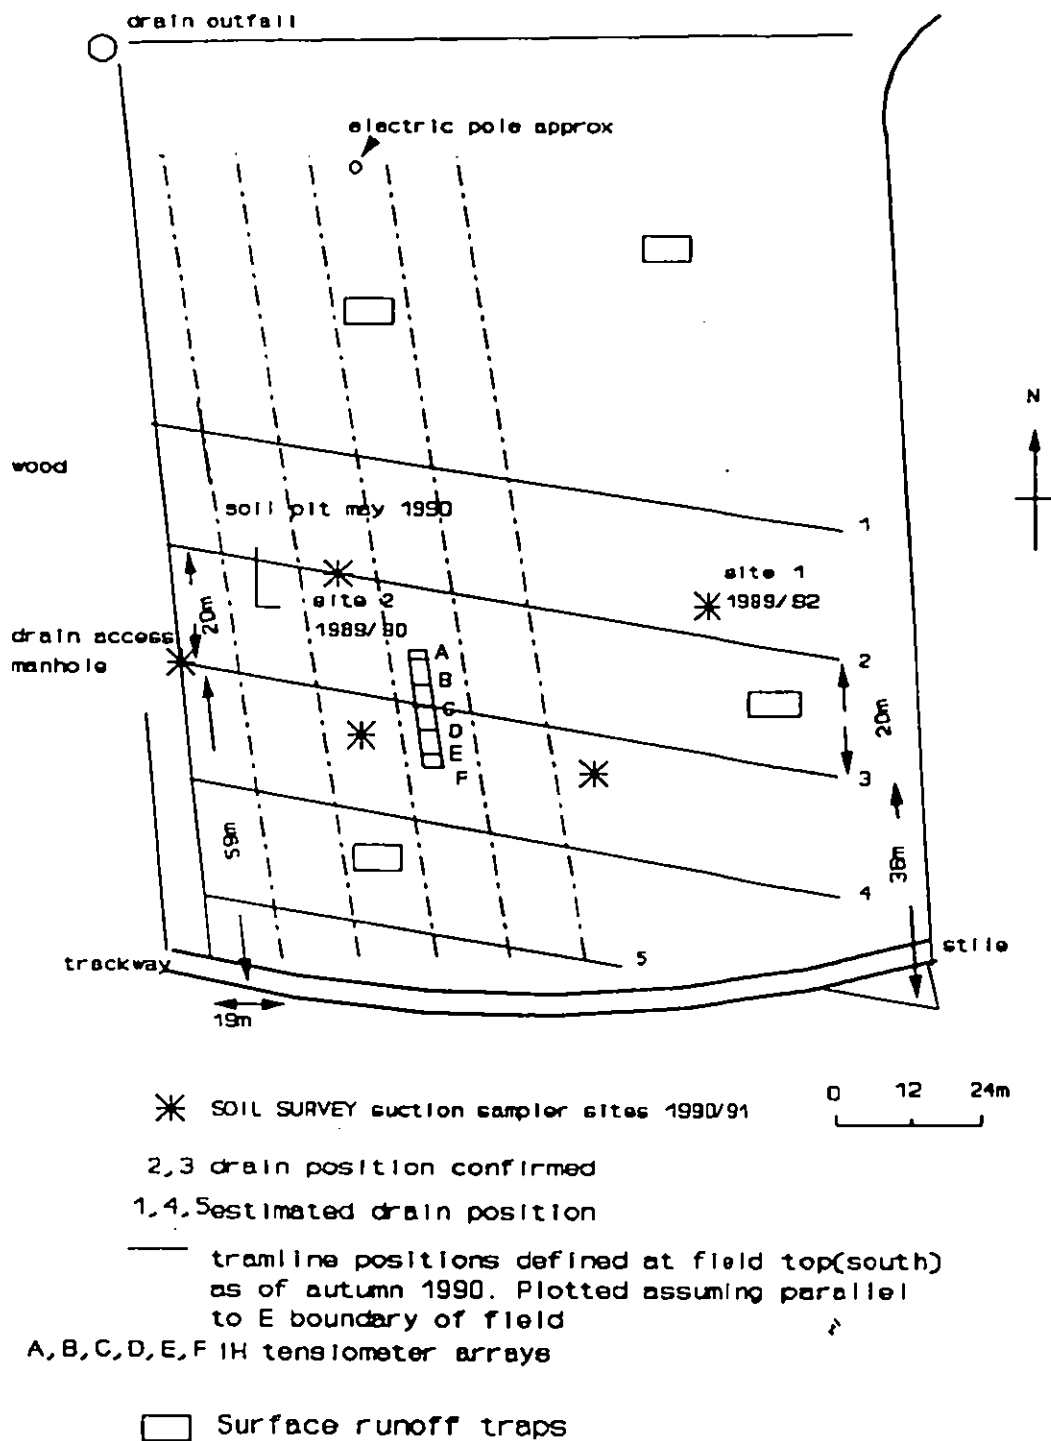 drain outfall
electric pole approx
N
wood
soil pit may 1990
1
site 1
1989/92
site 2
1989/90
20m
drain access
manhole
A
B
C
D
E
F
2
20m
3
59m
36m
4
5
trackway
stile
19m
SOIL SURVEY suction sampler sites 1990/91
0 12 24m
2,3 drain position confirmed
1,4,5 estimated drain position
tramline positions defined at field top(south)
as of autumn 1990. Plotted assuming parallel
to E boundary of field
A,B,C,D,E,F IH tensiometer arrays
Surface runoff traps